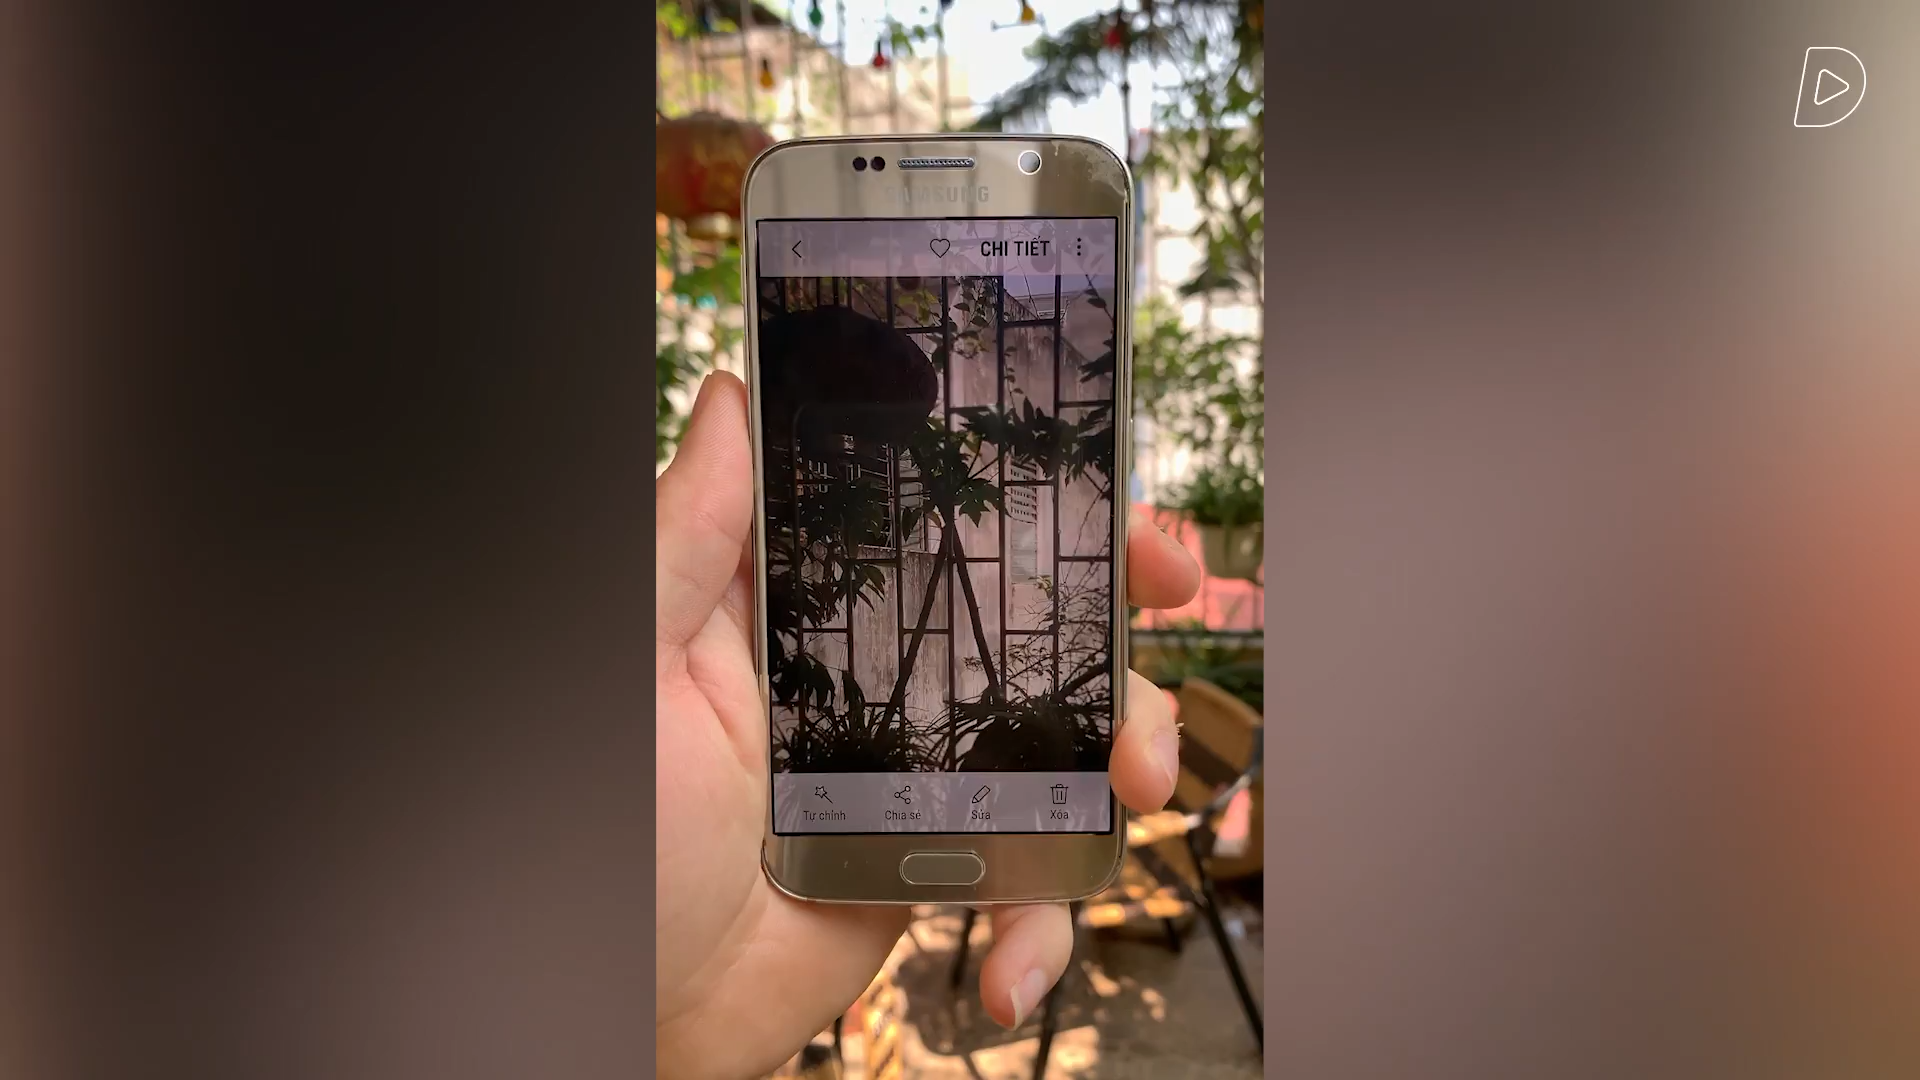 SAMSUNG
CHI TIẾT
Tự chỉnh
Chia sẻ
Sửa
Xóa